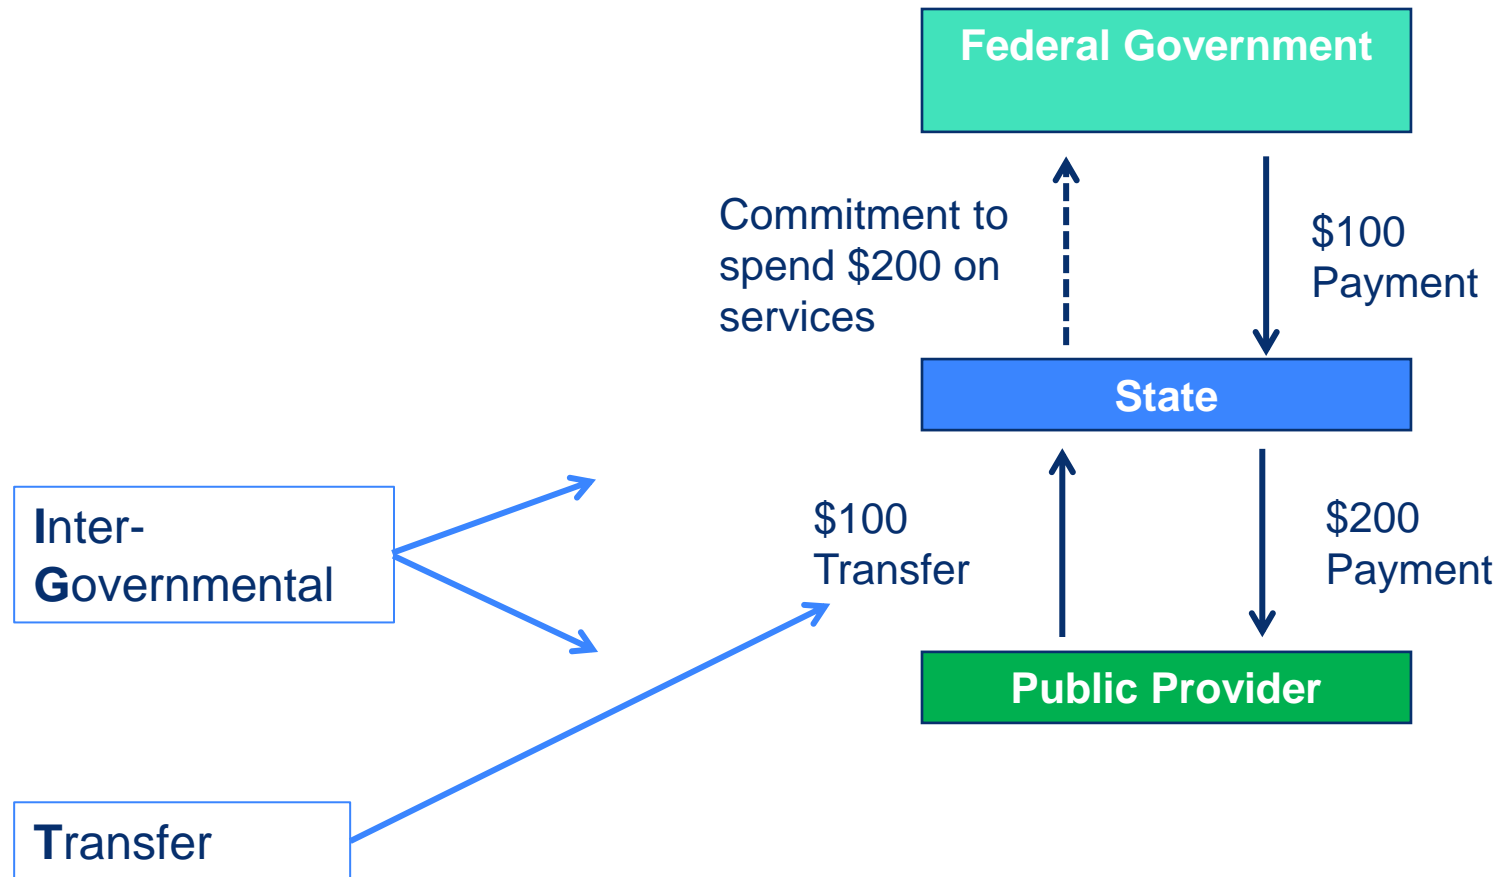 Federal Government
Commitment to
spend $200 on
services
$100
Payment
State
Inter-
Governmental
$100
Transfer
$200
Payment
Public Provider
Transfer